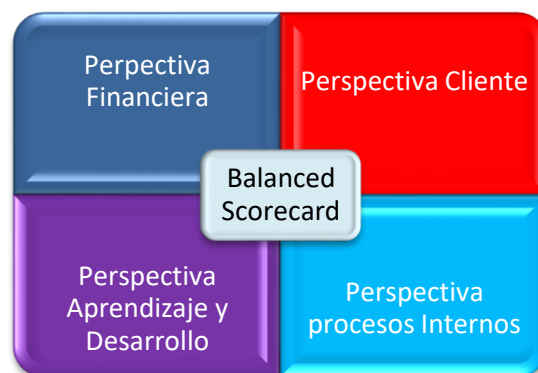 Perpectiva
Financiera
Perspectiva Cliente
Balanced
Scorecard
Perspectiva
Aprendizaje y
Desarrollo
Perspectiva
procesos Internos